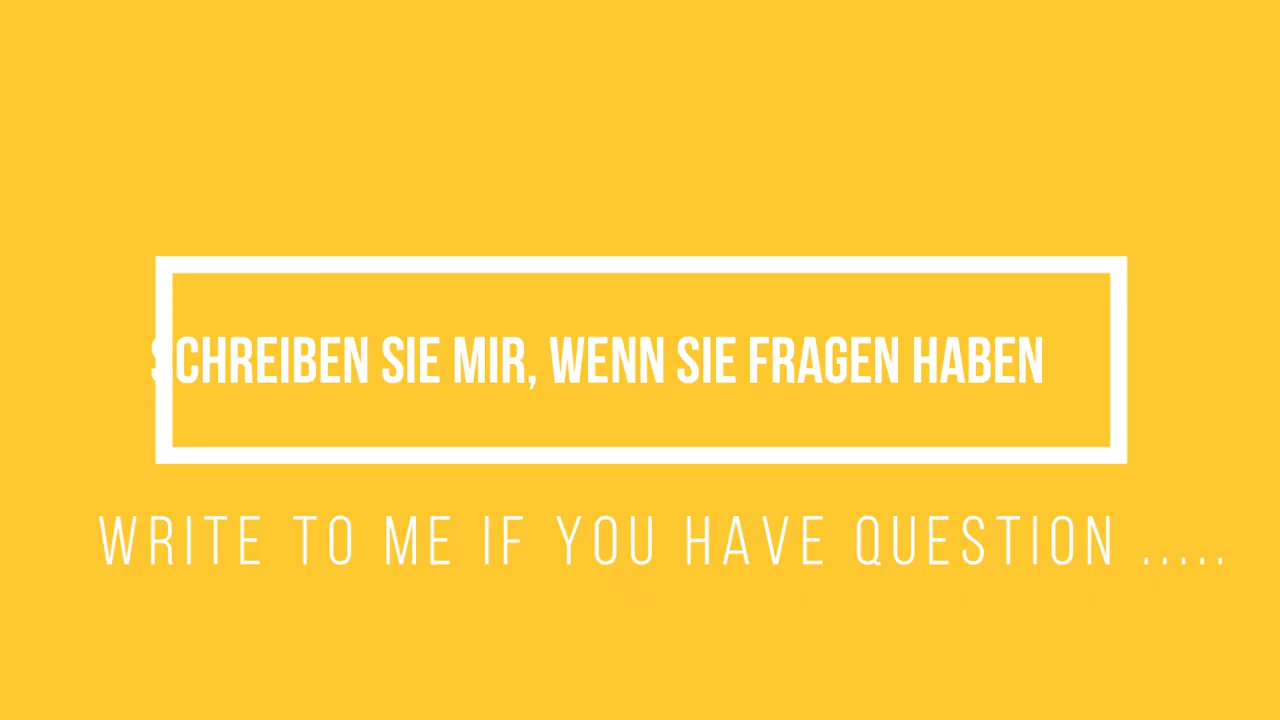 SCHREIBEN SIE MIR, WENN SIE FRAGEN HABEN
WRITE TO ME IF YOU HAVE QUESTION .....